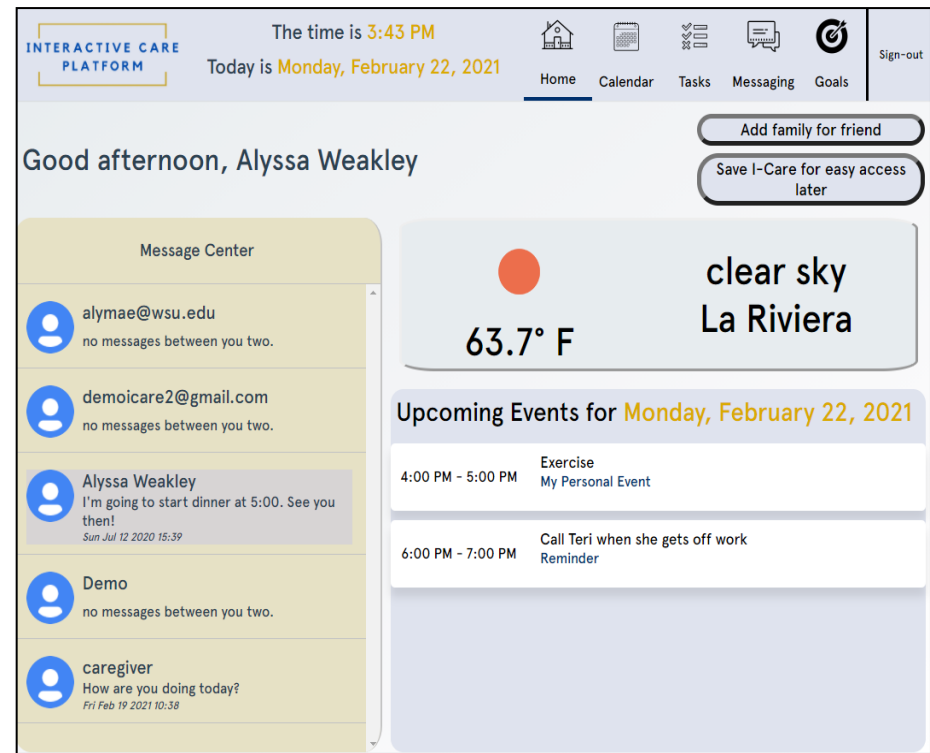 INTERACTIVE CARE
PLATFORM
The time is 3:43 PM
Today is Monday, February 22, 2021
Home
Calendar
Tasks
Messaging
Goals
Sign-out
Good afternoon, Alyssa Weakley
Add family for friend
Save I-Care for easy access
later
Message Center
alymae@wsu.edu
no messages between you two.
demoicare2@gmail.com
no messages between you two.
Alyssa Weakley
I'm going to start dinner at 5:00. See you
then!
Sun Jul 12 2020 15:39
Demo
no messages between you two.
caregiver
How are you doing today?
Fri Feb 19 2021 10:38
63.7° F
clear sky
La Riviera
Upcoming Events for Monday, February 22, 2021
4:00 PM - 5:00 PM
Exercise
My Personal Event
6:00 PM - 7:00 PM
Call Teri when she gets off work
Reminder